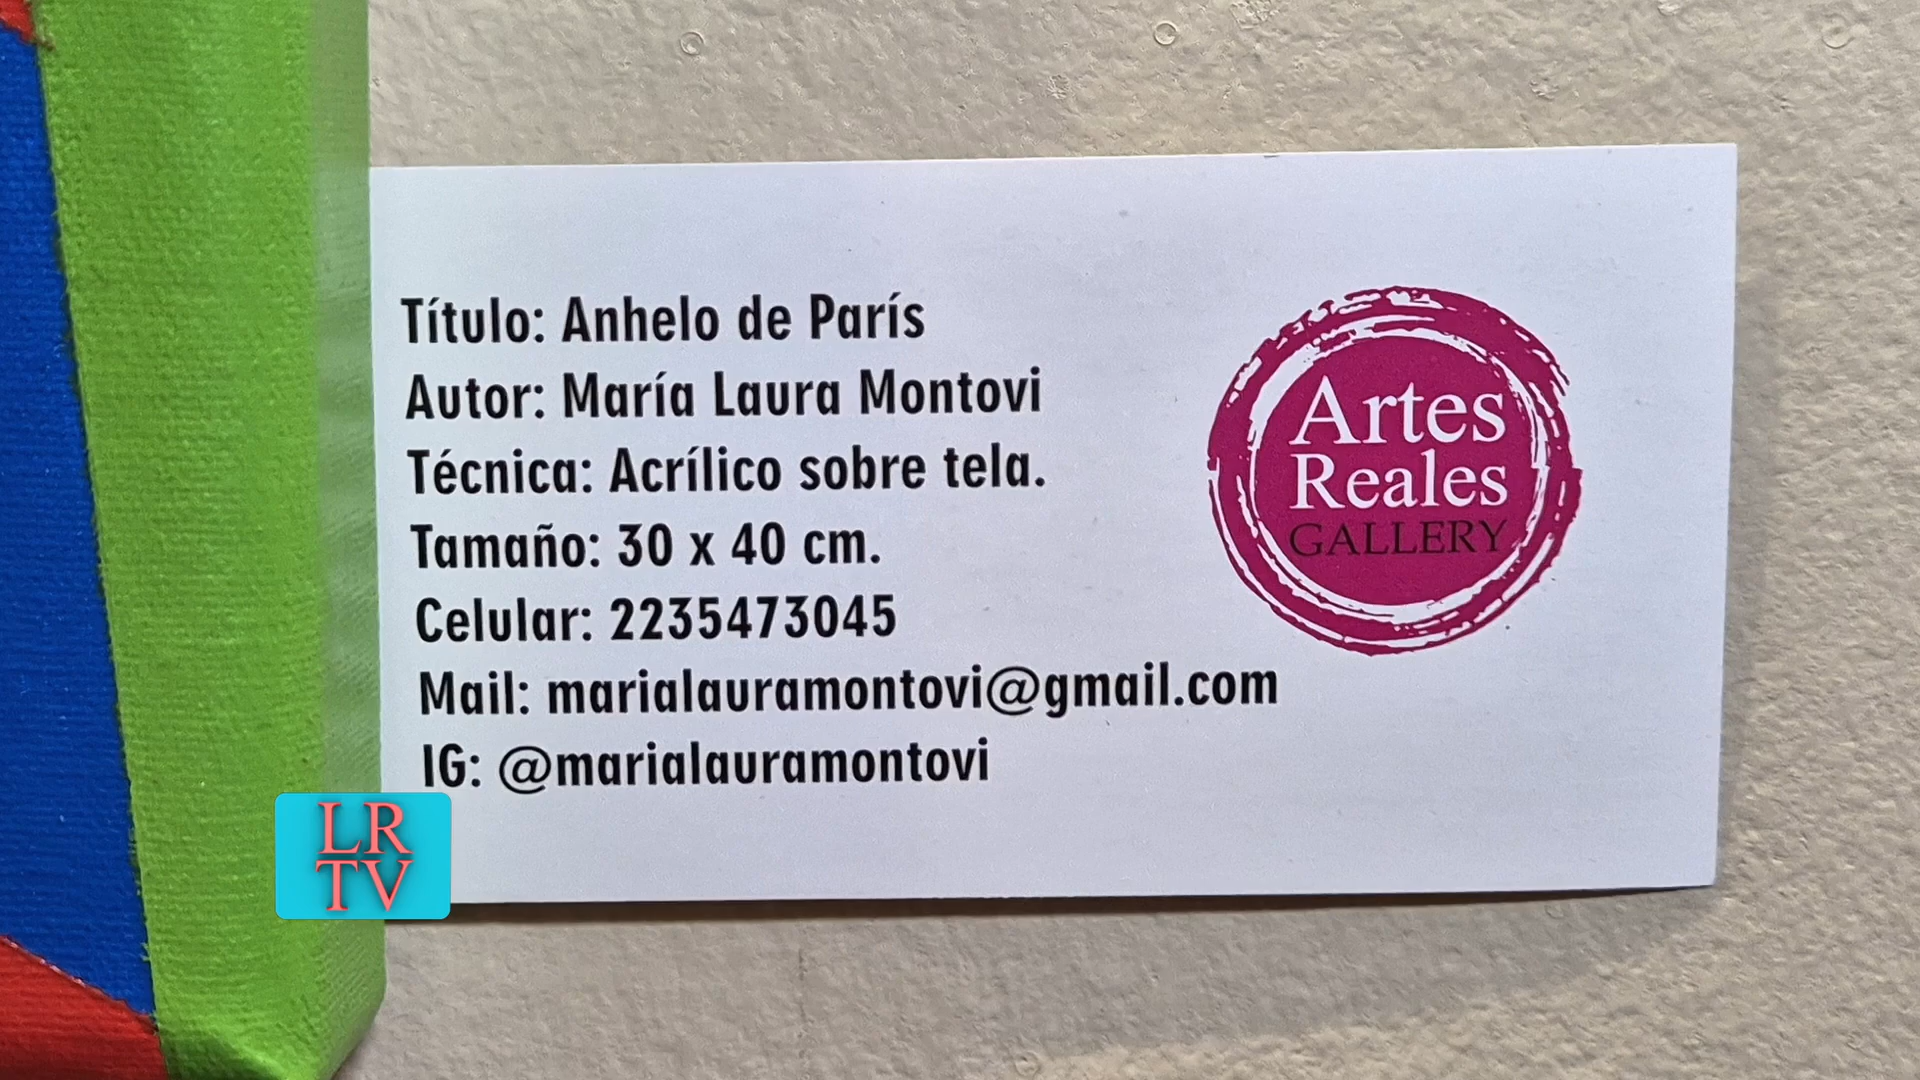 Título: Anhelo de París
Autor: María Laura Montovi
Técnica: Acrílico sobre tela.
Tamaño: 30 x 40 cm.
Celular: 2235473045
Mail: marialauramontovi@gmail.com
IG: @marialauramontovi
Artes
Reales
GALLERY
LR
TV